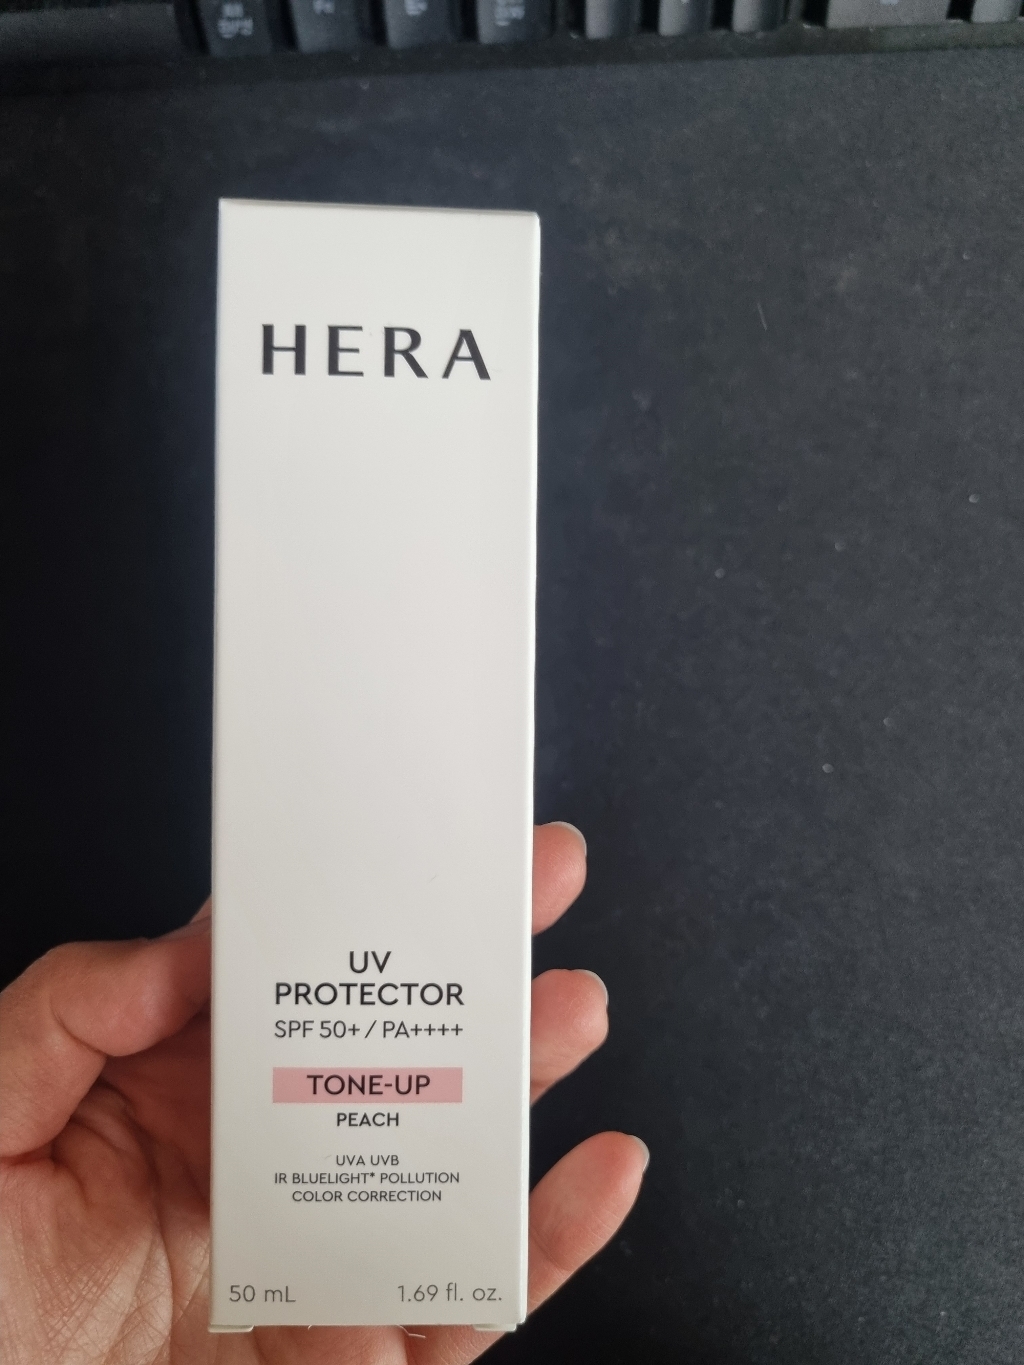 HERA
UV
PROTECTOR
SPF 50+ / PA++++
TONE-UP
PEACH
UVA UVB
IR BLUELIGHT* POLLUTION
COLOR CORRECTION
50 mL 1.69 fl. oz.